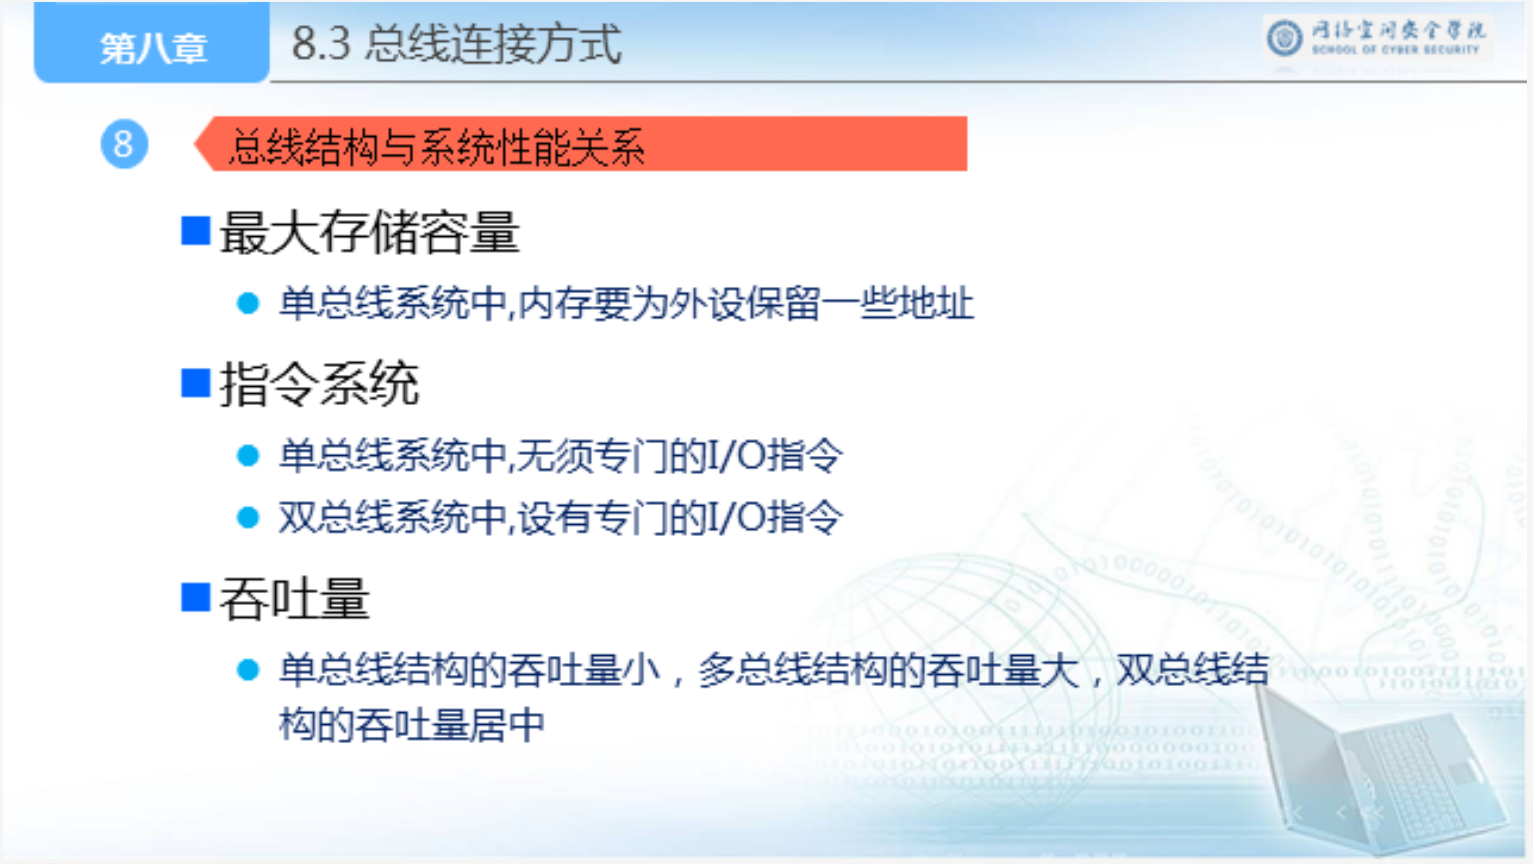 第八章
8.3 总线连接方式
网络空间安全学院
SCHOOL OF CYBER SECURITY
8
总线结构与系统性能关系
最大存储容量
单总线系统中,内存要为外设保留一些地址
指令系统
单总线系统中,无须专门的I/O指令
双总线系统中,设有专门的I/O指令
吞吐量
单总线结构的吞吐量小，多总线结构的吞吐量大，双总线结
构的吞吐量居中